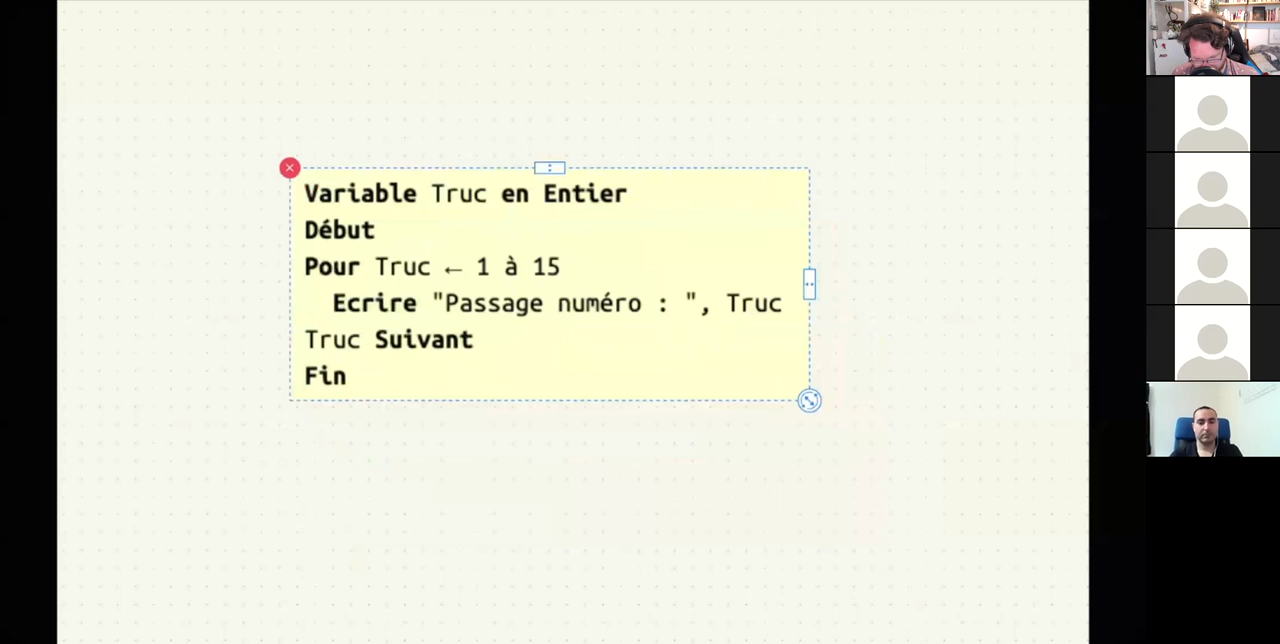 Variable Truc en Entier
Début
Pour Truc ← 1 à 15
Ecrire "Passage numéro : ", Truc
Truc Suivant
Fin